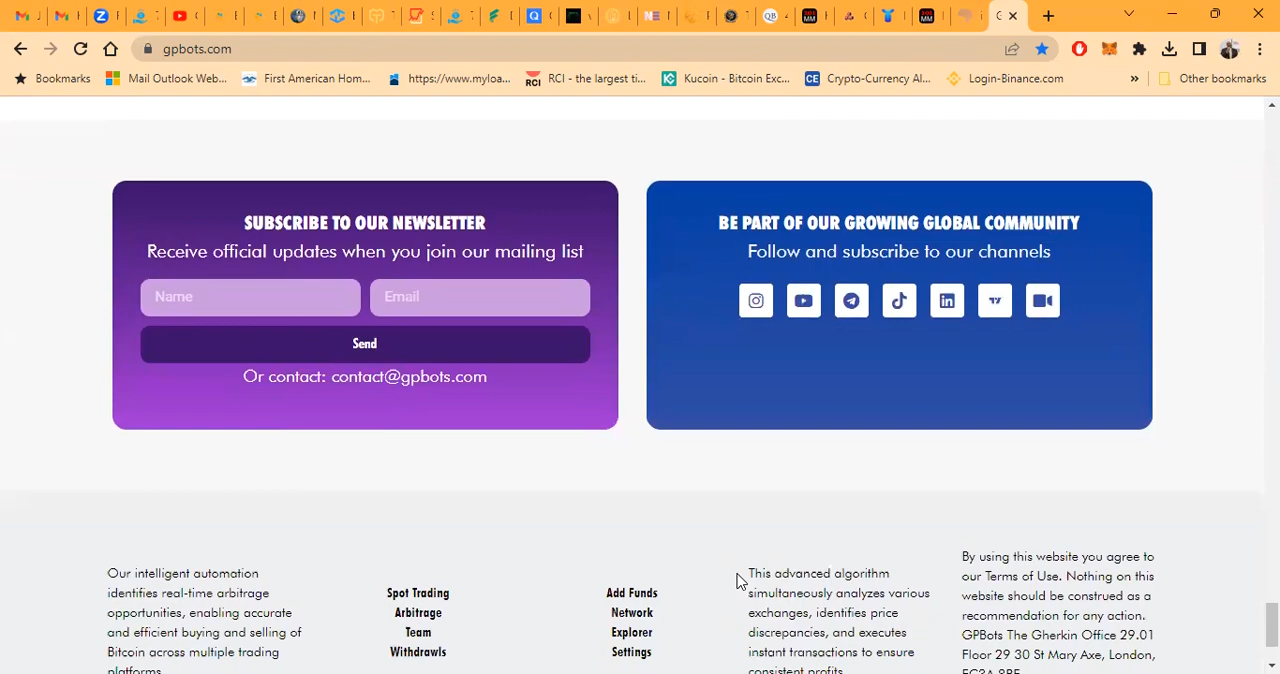 gpbots.com
Bookmarks
Mail Outlook Web...
First American Hom...
https://www.myloa...
RCI - the largest ti...
Kucoin - Bitcoin Exc...
Crypto-Currency Al...
Login-Binance.com
»
Other bookmarks
SUBSCRIBE TO OUR NEWSLETTER
Receive official updates when you join our mailing list
Name
Email
Send
Or contact: contact@gpbots.com
BE PART OF OUR GROWING GLOBAL COMMUNITY
Follow and subscribe to our channels
Our intelligent automation
identifies real-time arbitrage
opportunities, enabling accurate
and efficient buying and selling of
Bitcoin across multiple trading
platforms.
Spot Trading
Arbitrage
Team
Withdrawls
Add Funds
Network
Explorer
Settings
This advanced algorithm
simultaneously analyzes various
exchanges, identifies price
discrepancies, and executes
instant transactions to ensure
consistent profits
By using this website you agree to
our Terms of Use. Nothing on this
website should be construed as a
recommendation for any action.
GPBots The Gherkin Office 29.01
Floor 29 30 St Mary Axe, London,
EC3A 8BF